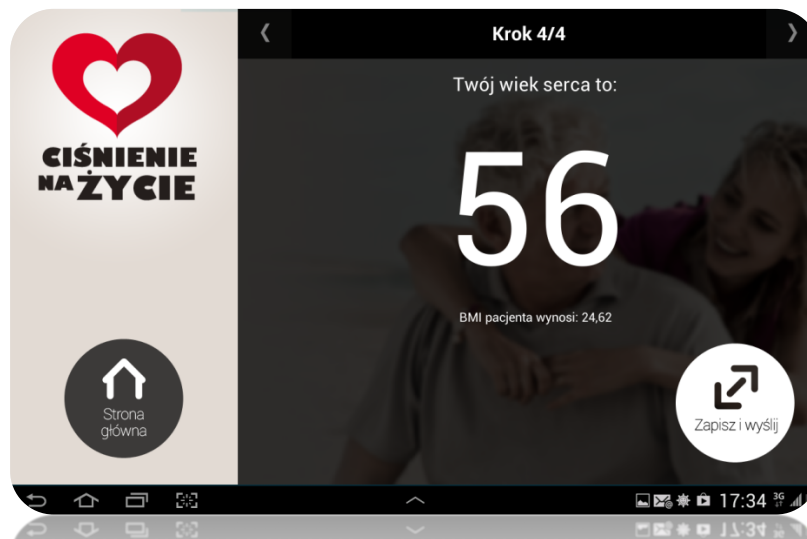 Krok 4/4
CIŚNIENIE
NA ŻYCIE
Twój wiek serca to:
56
BMI pacjenta wynosi: 24,62
Strona
główna
Zapisz i wyślij
17:34 3G